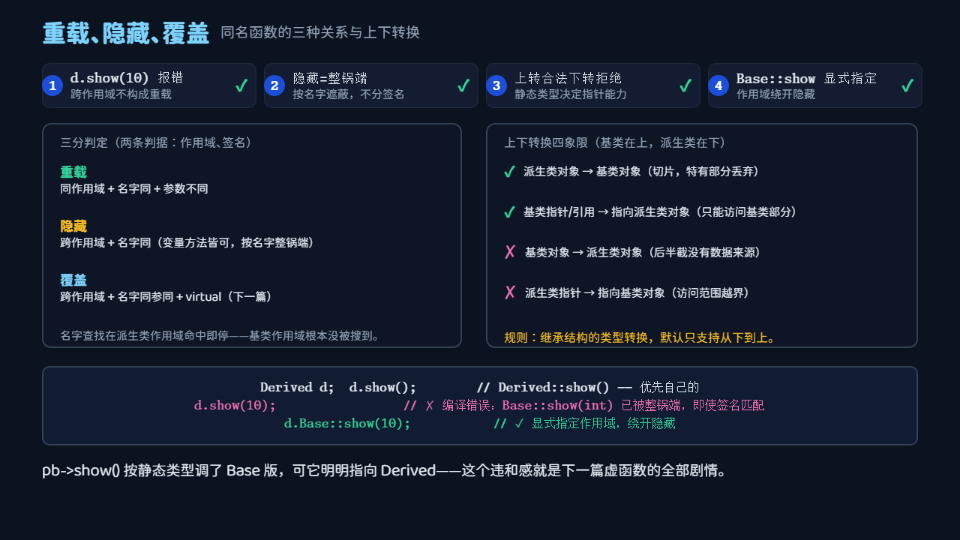 重载、隐藏、覆盖 同名函数的三种关系与上下转换
1 d.show(10) 报错 ✓
跨作用域不构成重载
2 隐藏=整锅端 ✓
按名字遮蔽，不分签名
3 上转合法下转拒绝 ✓
静态类型决定指针能力
4 Base::show 显式指定 ✓
作用域绕开隐藏
三分判定（两条判据：作用域、签名）
重载
同作用域 + 名字同 + 参数不同
隐藏
跨作用域 + 名字同（变量方法皆可，按名字整锅端）
覆盖
跨作用域 + 名字同参同 + virtual（下一篇）
名字查找在派生类作用域命中即停——基类作用域根本没被搜到。
上下转换四象限（基类在上，派生类在下）
✓ 派生类对象 → 基类对象（切片，特有部分丢弃）
✓ 基类指针/引用 → 指向派生类对象（只能访问基类部分）
✗ 基类对象 → 派生类对象（后半截没有数据来源）
✗ 派生类指针 → 指向基类对象（访问范围越界）
规则：继承结构的类型转换，默认只支持从下到上。
Derived d; d.show(); // Derived::show() —— 优先自己的
d.show(10); // ✗ 编译错误：Base::show(int) 已被整锅端，即使签名匹配
d.Base::show(10); // ✓ 显式指定作用域，绕开隐藏
pb->show() 按静态类型调了 Base 版，可它明明指向 Derived——这个违和感就是下一篇虚函数的全部剧情。